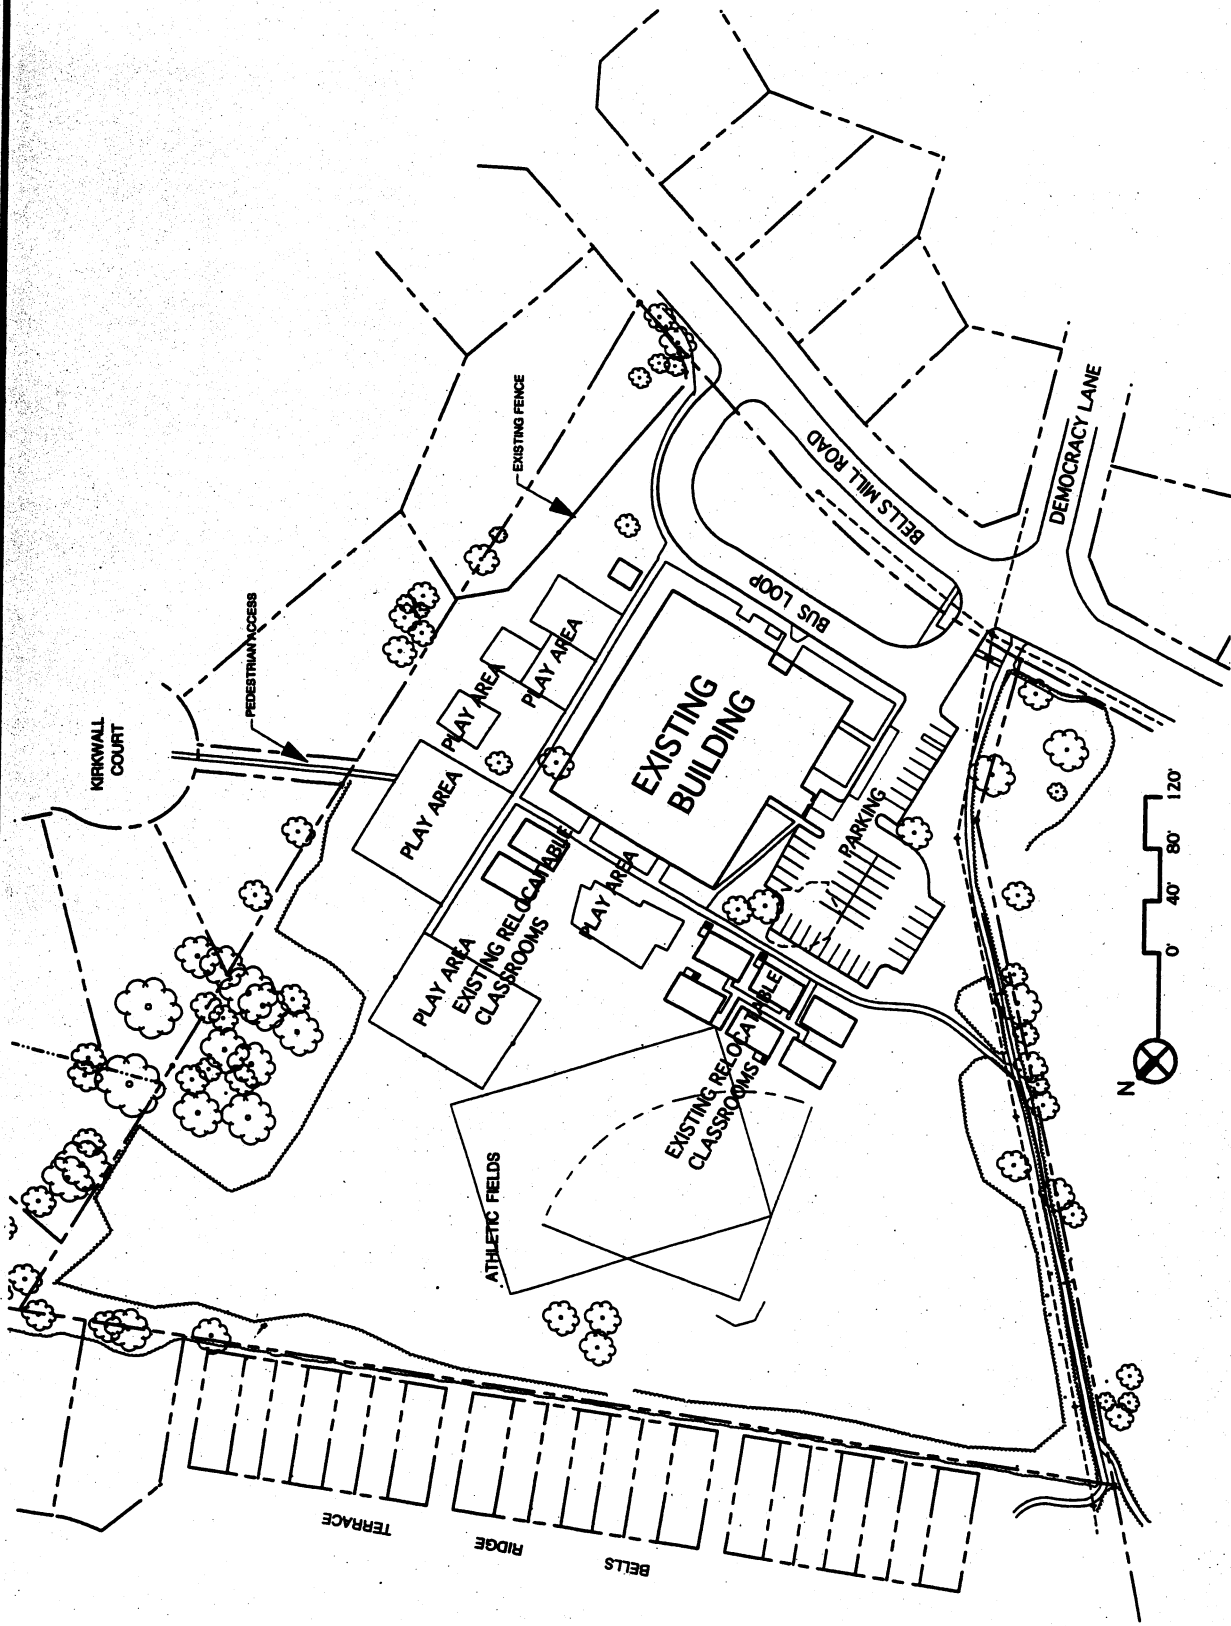 KIRKWALL
COURT
PEDESTRIAN ACCESS
EXISTING FENCE
PLAY AREA
PLAY AREA
PLAY AREA
PLAY AREA
PLAY AREA
EXISTING RELOCATABLE
CLASSROOMS
EXISTING
BUILDING
BUS LOOP
BELLS MILL ROAD
DEMOCRACY LANE
PARKING
EXISTING RELOCATABLE
CLASSROOMS
ATHLETIC FIELDS
BELLS
RIDGE
TERRACE
N
0' 40' 80' 120'